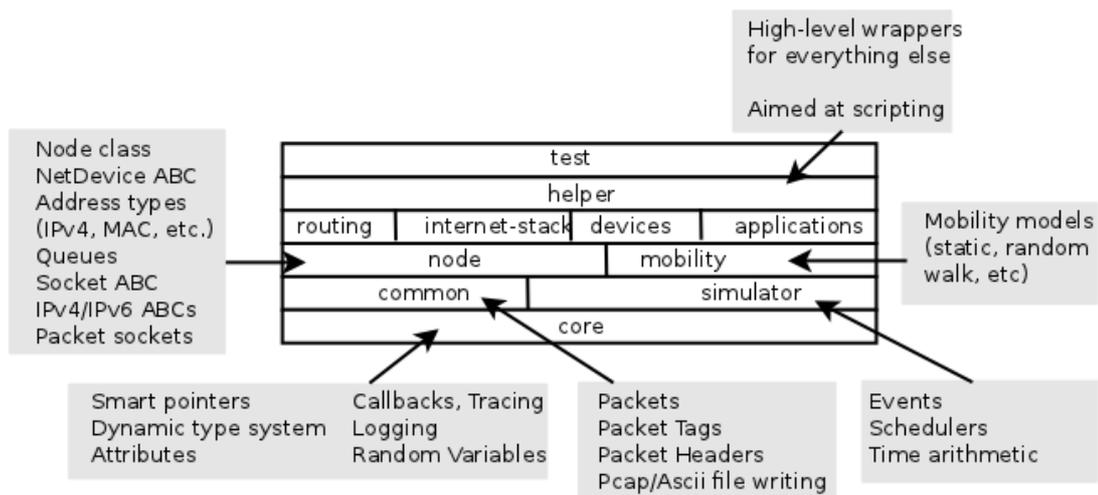 High-level wrappers
for everything else
Aimed at scripting
Node class
NetDevice ABC
Address types
(IPv4, MAC, etc.)
Queues
Socket ABC
IPv4/IPv6 ABCs
Packet sockets
test
helper
routing internet-stack devices applications
node mobility
common simulator
core
Mobility models
(static, random
walk, etc)
Smart pointers Callbacks, Tracing
Dynamic type system Logging
Attributes Random Variables
Packets
Packet Tags
Packet Headers
Pcap/Ascii file writing
Events
Schedulers
Time arithmetic